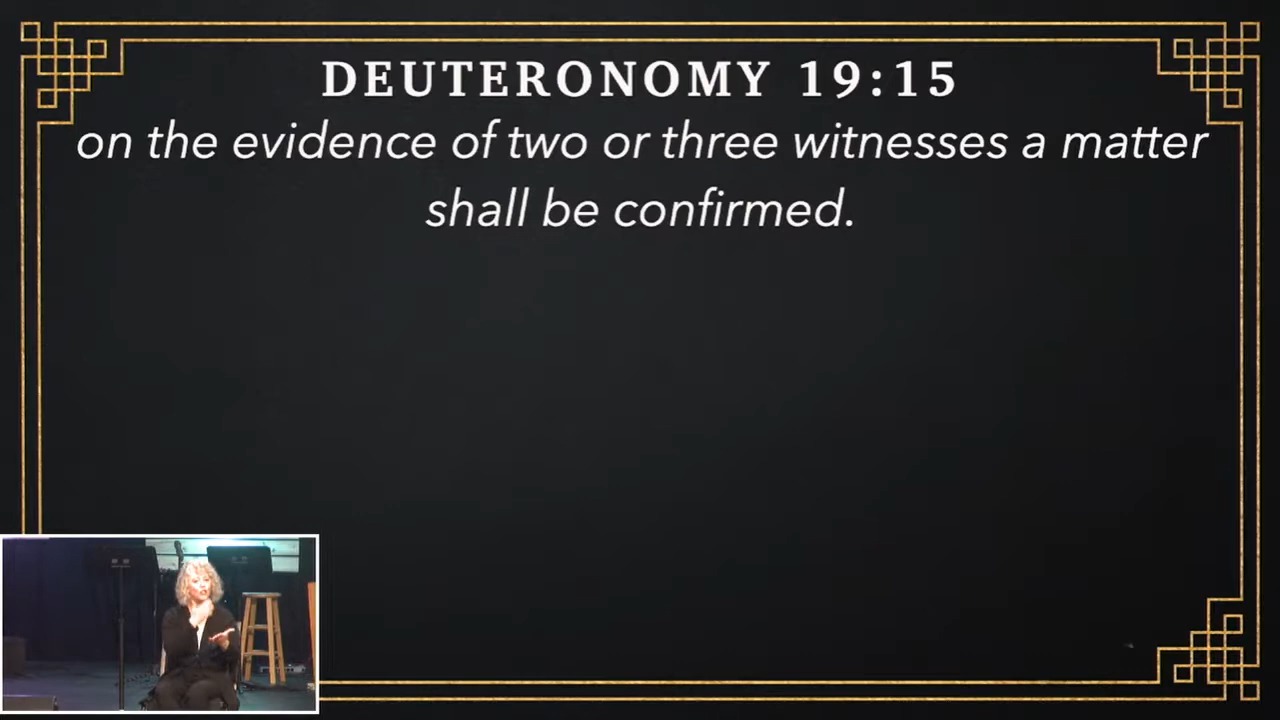 DEUTERONOMY 19:15
on the evidence of two or three witnesses a matter
shall be confirmed.